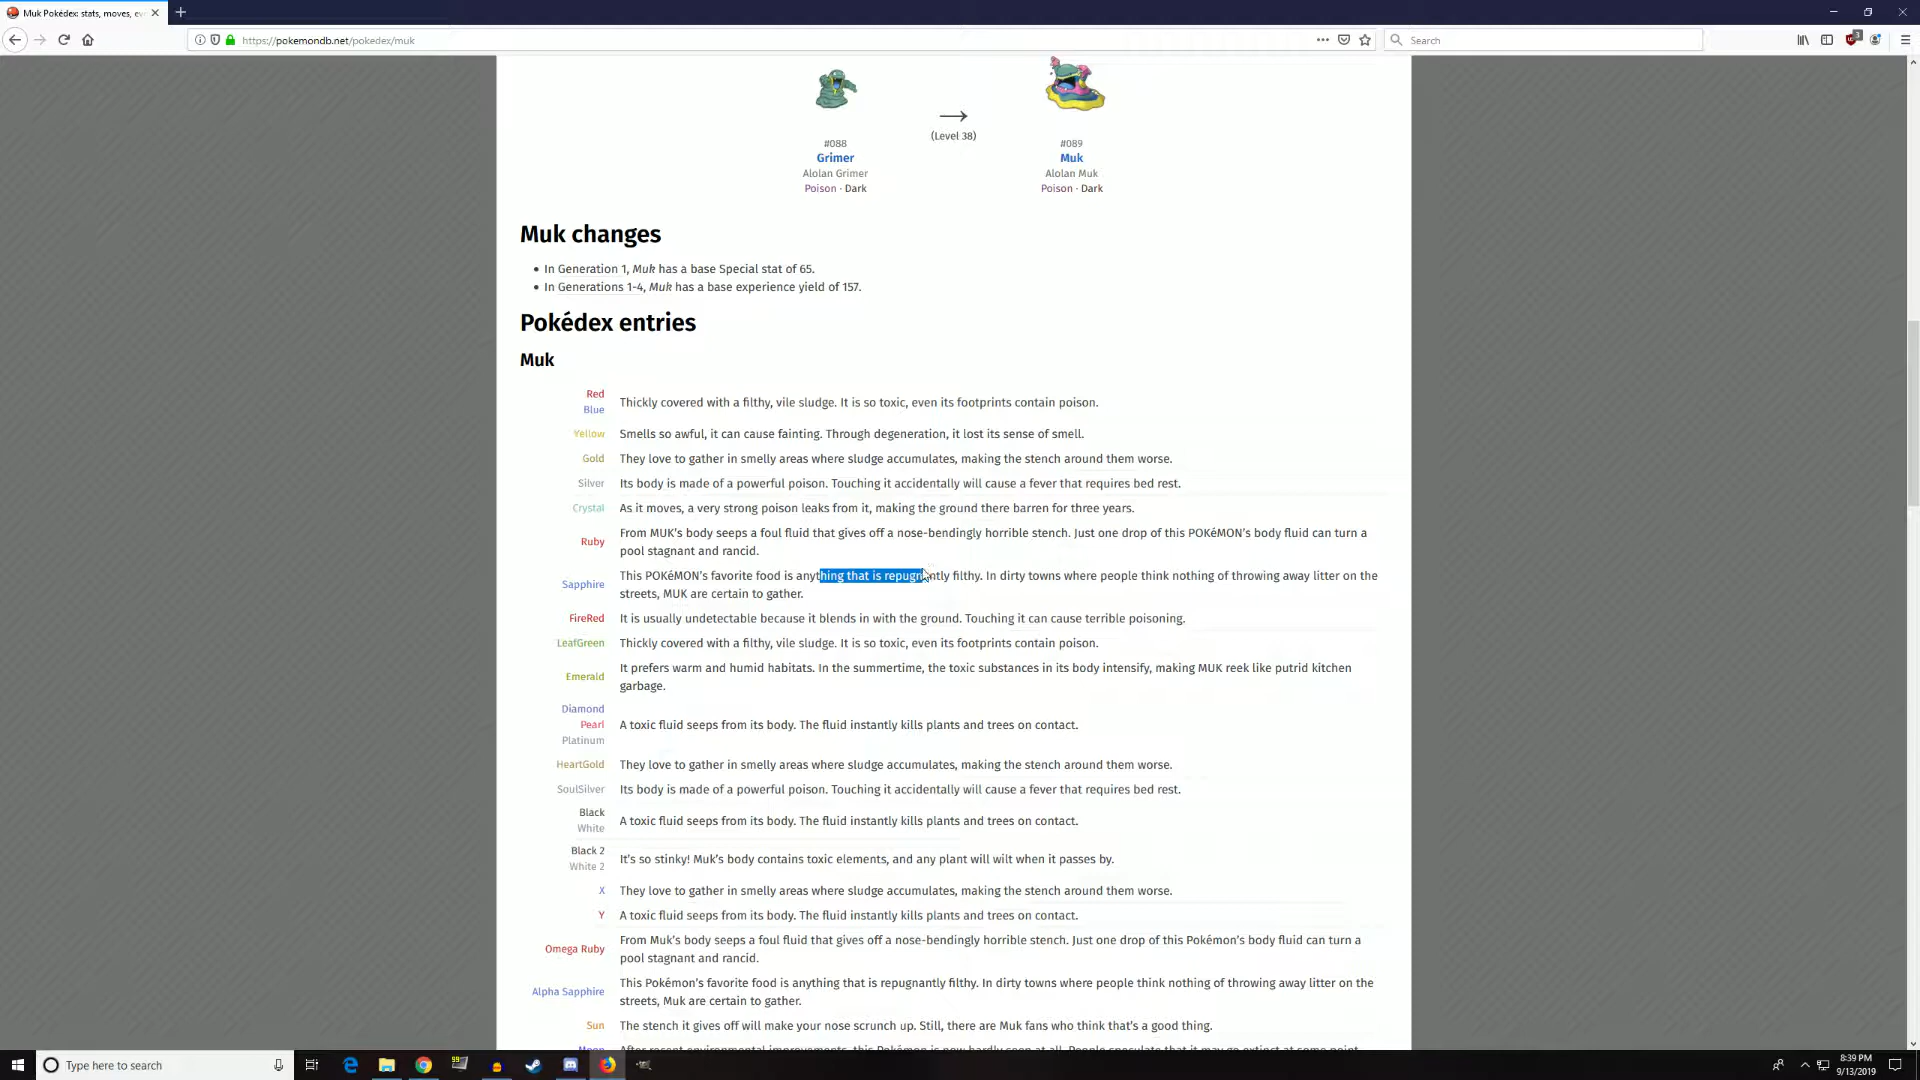 Muk Pokédex: stats, moves, ev
https://pokemondb.net/pokedex/muk
Search
3
→
(Level 38)
#088
Grimer
Alolan Grimer
Poison · Dark
#089
Muk
Alolan Muk
Poison · Dark
Muk changes
• In Generation 1, Muk has a base Special stat of 65.
• In Generations 1-4, Muk has a base experience yield of 157.
Pokédex entries
Muk
Red
Blue
Thickly covered with a filthy, vile sludge. It is so toxic, even its footprints contain poison.
Yellow
Smells so awful, it can cause fainting. Through degeneration, it lost its sense of smell.
Gold
They love to gather in smelly areas where sludge accumulates, making the stench around them worse.
Silver
Its body is made of a powerful poison. Touching it accidentally will cause a fever that requires bed rest.
Crystal
As it moves, a very strong poison leaks from it, making the ground there barren for three years.
Ruby
From MUK's body seeps a foul fluid that gives off a nose-bendingly horrible stench. Just one drop of this POKéMON's body fluid can turn a
pool stagnant and rancid.
Sapphire
This POKéMON's favorite food is anything that is repugnantly filthy. In dirty towns where people think nothing of throwing away litter on the
streets, MUK are certain to gather.
FireRed
It is usually undetectable because it blends in with the ground. Touching it can cause terrible poisoning.
LeafGreen
Thickly covered with a filthy, vile sludge. It is so toxic, even its footprints contain poison.
Emerald
It prefers warm and humid habitats. In the summertime, the toxic substances in its body intensify, making MUK reek like putrid kitchen
garbage.
Diamond
Pearl
Platinum
A toxic fluid seeps from its body. The fluid instantly kills plants and trees on contact.
HeartGold
They love to gather in smelly areas where sludge accumulates, making the stench around them worse.
SoulSilver
Its body is made of a powerful poison. Touching it accidentally will cause a fever that requires bed rest.
Black
White
A toxic fluid seeps from its body. The fluid instantly kills plants and trees on contact.
Black 2
White 2
It's so stinky! Muk's body contains toxic elements, and any plant will wilt when it passes by.
X
They love to gather in smelly areas where sludge accumulates, making the stench around them worse.
Y
A toxic fluid seeps from its body. The fluid instantly kills plants and trees on contact.
Omega Ruby
From Muk's body seeps a foul fluid that gives off a nose-bendingly horrible stench. Just one drop of this Pokémon's body fluid can turn a
pool stagnant and rancid.
Alpha Sapphire
This Pokémon's favorite food is anything that is repugnantly filthy. In dirty towns where people think nothing of throwing away litter on the
streets, Muk are certain to gather.
Sun
The stench it gives off will make your nose scrunch up. Still, there are Muk fans who think that's a good thing.
Moon
After recent environmental improvements, this Pokémon is now hardly seen at all. People speculate that it may go extinct at some point.
Type here to search
8:39 PM
9/13/2019